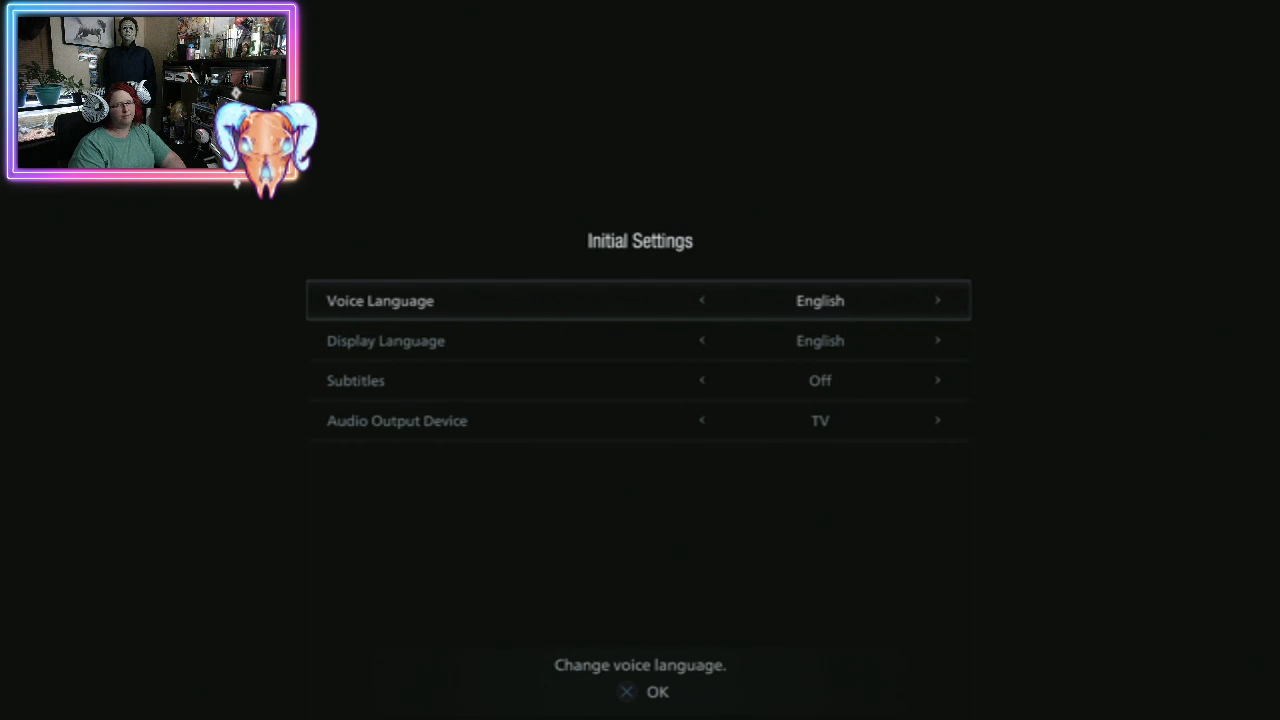 Initial Settings
Voice Language < English >
Display Language < English >
Subtitles < Off >
Audio Output Device < TV >
Change voice language.
OK